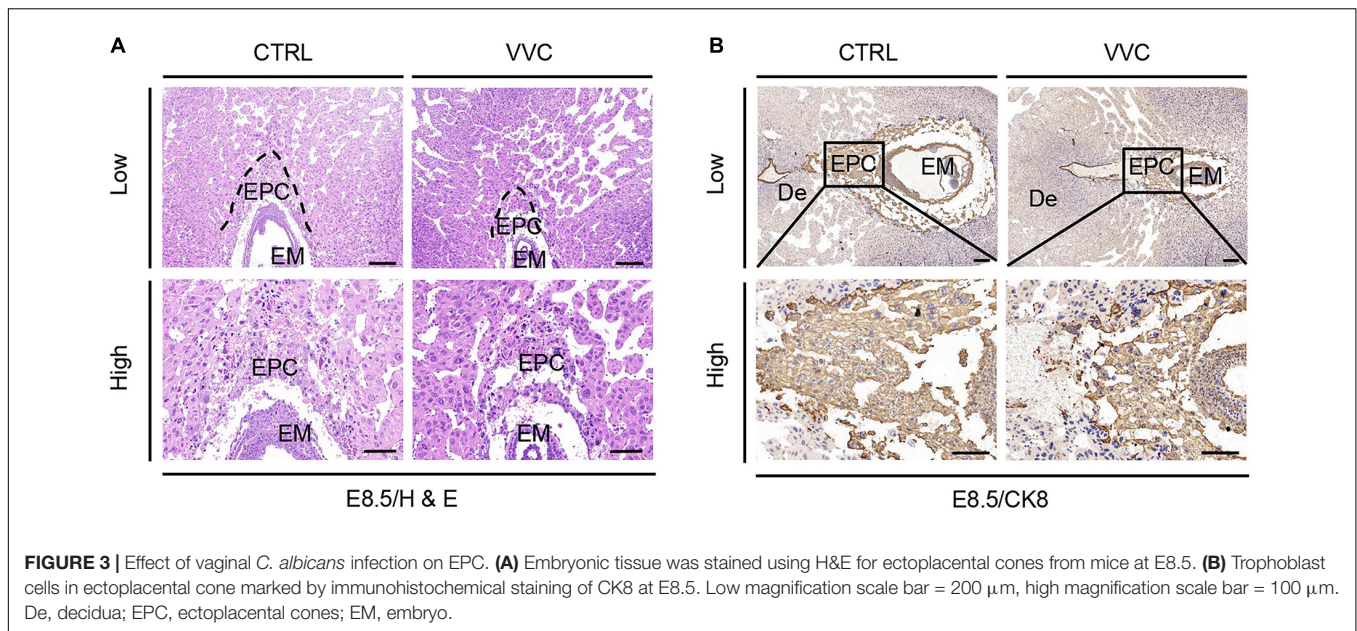 A
B
CTRL
VVC
CTRL
VVC
Low
EPC
EM
EPC
EM
Low
De
EPC
EM
De
EPC
EM
High
EPC
EM
EPC
EM
High
E8.5/H & E
E8.5/CK8
FIGURE 3 | Effect of vaginal C. albicans infection on EPC. (A) Embryonic tissue was stained using H&E for ectoplacental cones from mice at E8.5. (B) Trophoblast
cells in ectoplacental cone marked by immunohistochemical staining of CK8 at E8.5. Low magnification scale bar = 200 μm, high magnification scale bar = 100 μm.
De, decidua; EPC, ectoplacental cones; EM, embryo.